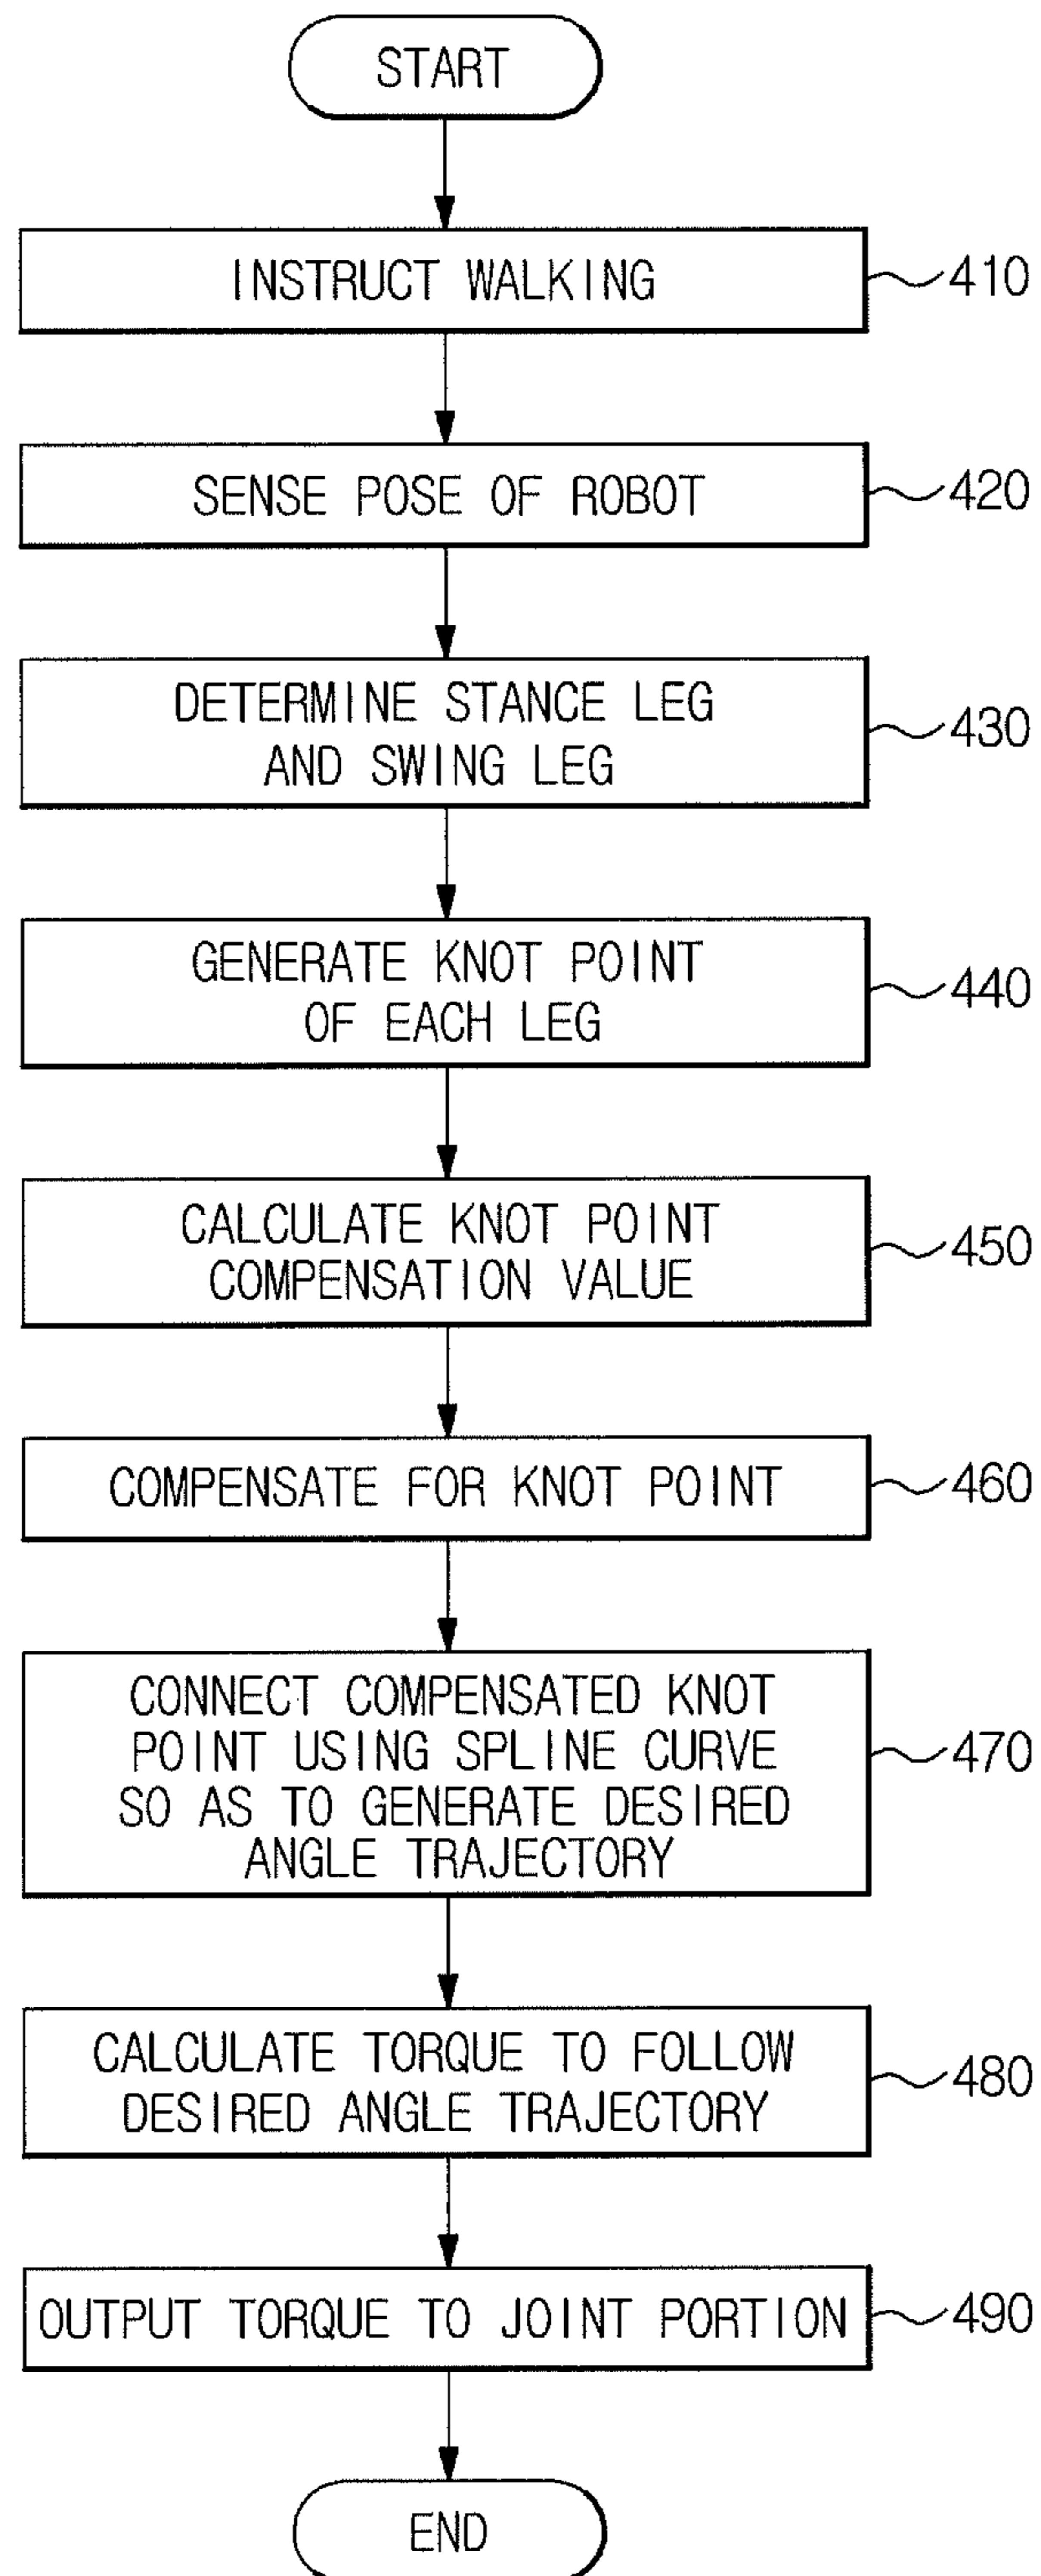 START
INSTRUCT WALKING
410
SENSE POSE OF ROBOT
420
DETERMINE STANCE LEG
AND SWING LEG
430
GENERATE KNOT POINT
OF EACH LEG
440
CALCULATE KNOT POINT
COMPENSATION VALUE
450
COMPENSATE FOR KNOT POINT
460
CONNECT COMPENSATED KNOT
POINT USING SPLINE CURVE
SO AS TO GENERATE DESIRED
ANGLE TRAJECTORY
470
CALCULATE TORQUE TO FOLLOW
DESIRED ANGLE TRAJECTORY
480
OUTPUT TORQUE TO JOINT PORTION
490
END